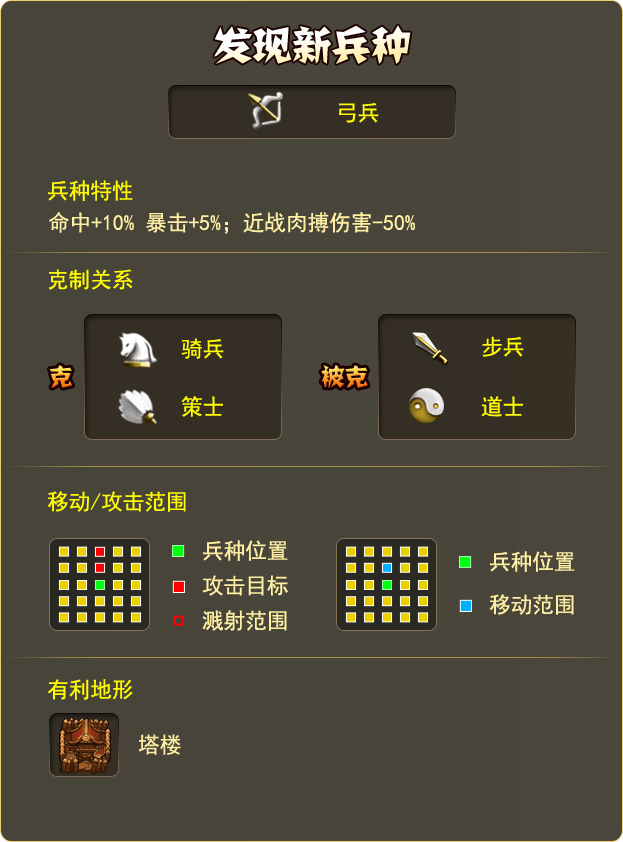 发现新兵种
弓兵
兵种特性
命中+10% 暴击+5%；近战肉搏伤害-50%
克制关系
克
骑兵
策士
被克
步兵
道士
移动/攻击范围
兵种位置
攻击目标
溅射范围
兵种位置
移动范围
有利地形
塔楼